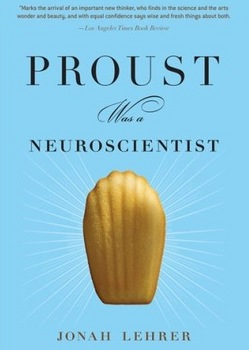 "Marks the arrival of an important new thinker, who finds in the science and the arts
wonder and beauty, and with equal confidence says wise and fresh things about both.
— Los Angeles Times Book Review
PROUST
Was a
NEUROSCIENTIST
JONAH LEHRER